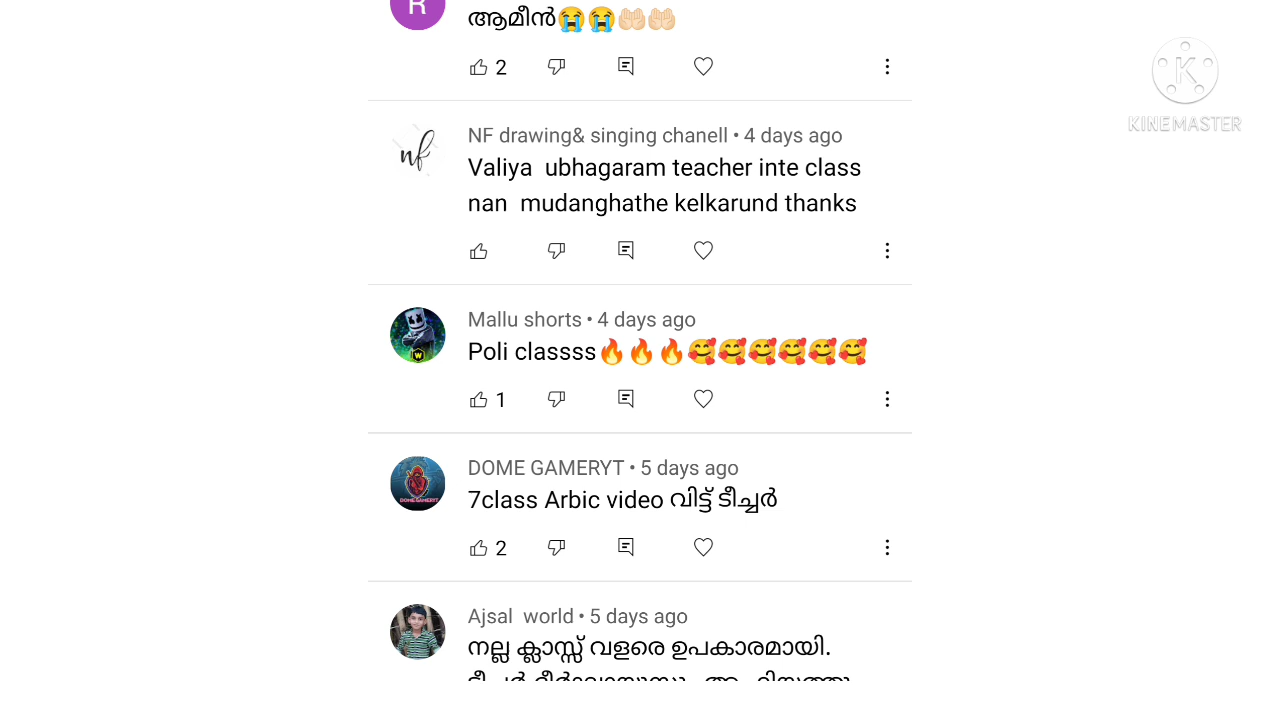 R
ആമീൻ😭😭🤲🏻🤲🏻
2
KINEMASTER
NF drawing& singing chanell • 4 days ago
Valiya ubhagaram teacher inte class
nan mudanghathe kelkarund thanks
Mallu shorts • 4 days ago
Poli classss🔥🔥🔥🥰🥰🥰🥰🥰🥰
1
DOME GAMERYT • 5 days ago
7class Arbic video വിട്ട് ടീച്ചർ
2
Ajsal world • 5 days ago
നല്ല ക്ലാസ്സ് വളരെ ഉപകാരമായി.